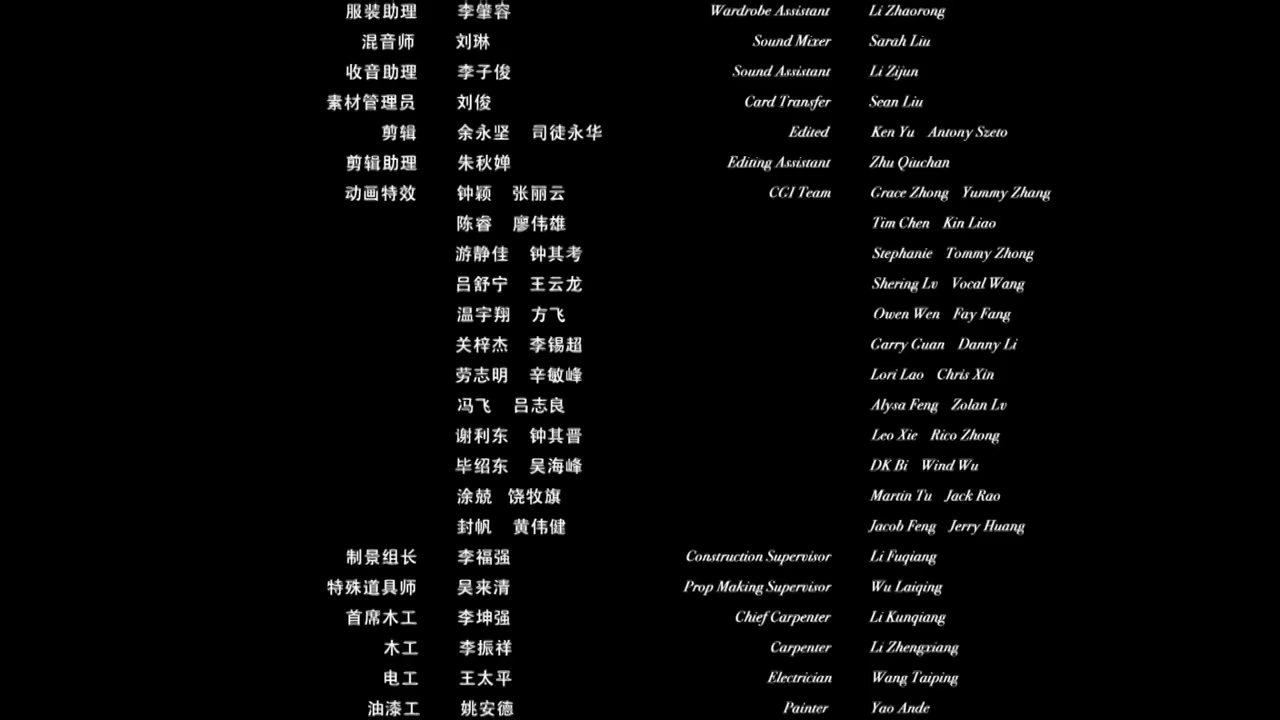 服装助理 李肇容 Wardrobe Assistant Li Zhaorong
混音师 刘琳 Sound Mixer Sarah Liu
收音助理 李子俊 Sound Assistant Li Zijun
素材管理员 刘俊 Card Transfer Sean Liu
剪辑 余永坚 司徒永华 Edited Ken Yu Antony Szeto
剪辑助理 朱秋婵 Editing Assistant Zhu Qiuchan
动画特效 钟颖 张丽云 CGI Team Grace Zhong Yummy Zhang
陈睿 廖伟雄 Tim Chen Kin Liao
游静佳 钟其考 Stephanie Tommy Zhong
吕舒宁 王云龙 Shering Lv Vocal Wang
温宇翔 方飞 Owen Wen Fay Fang
关梓杰 李锡超 Garry Guan Danny Li
劳志明 辛敏峰 Lori Lao Chris Xin
冯飞 吕志良 Alysa Feng Zolan Lv
谢利东 钟其晋 Leo Xie Rico Zhong
毕绍东 吴海峰 DK Bi Wind Wu
涂兢 饶牧旗 Martin Tu Jack Rao
封帆 黄伟健 Jacob Feng Jerry Huang
制景组长 李福强 Construction Supervisor Li Fuqiang
特殊道具师 吴来清 Prop Making Supervisor Wu Laiqing
首席木工 李坤强 Chief Carpenter Li Kunqiang
木工 李振祥 Carpenter Li Zhengxiang
电工 王太平 Electrician Wang Taiping
油漆工 姚安德 Painter Yao Ande